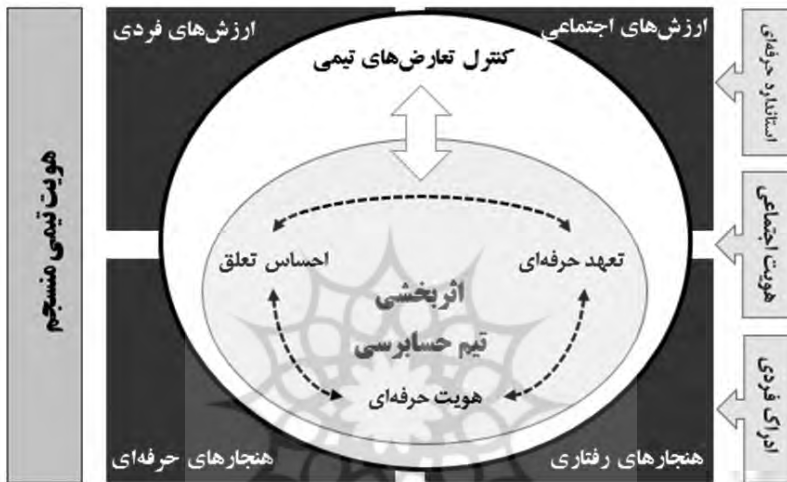 ارزش‌های اجتماعی
ارزش‌های فردی
کنترل تعارض‌های تیمی
استاندارد حرفه‌ای
هویت اجتماعی
ادراک فردی
تعهد حرفه‌ای
احساس تعلق
اثربخشی
تیم حسابرسی
هویت حرفه‌ای
هنجارهای رفتاری
هنجارهای حرفه‌ای
هویت تیمی منسجم